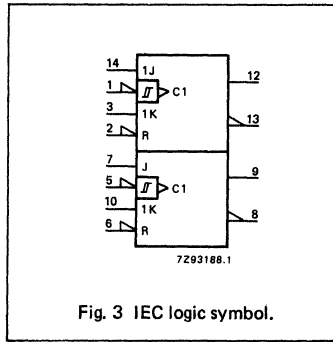 14 1J 12
1 C1
3 1K 13
2 R
7 J 9
5 C1
10 1K 8
6 R
7Z93188.1
Fig. 3 IEC logic symbol.